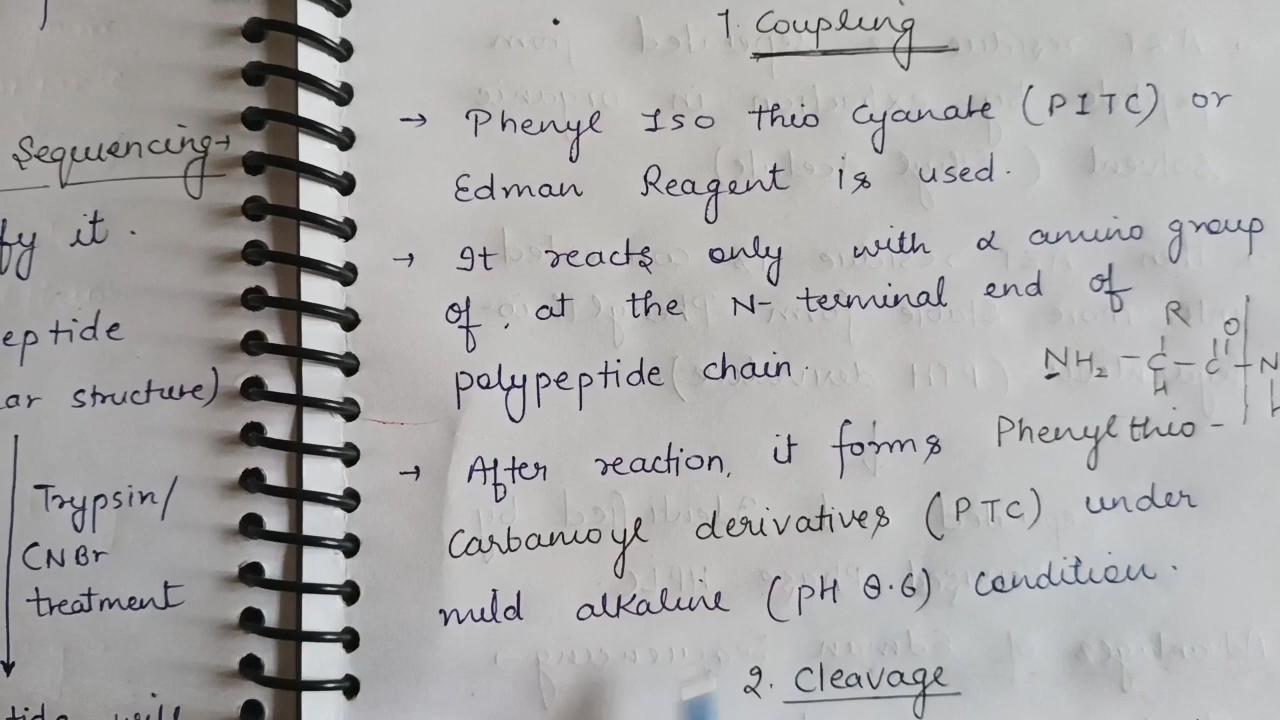 Sequencing→
fy it.
eptide
ar structure)
Trypsin/
CNBr
treatment
1. Coupling
→ Phenyl Iso thio Cyanate (PITC) or
Edman Reagent is used.
→ It reacts only with α amino group
of. at the N- terminal end of
polypeptide chain.
R
O
NH₂ - C - C - N
H
→ After reaction, it forms Phenyl thio-
Carbamoyl derivatives (PTC) under
mild alkaline (pH 8.6) condition.
2. Cleavage